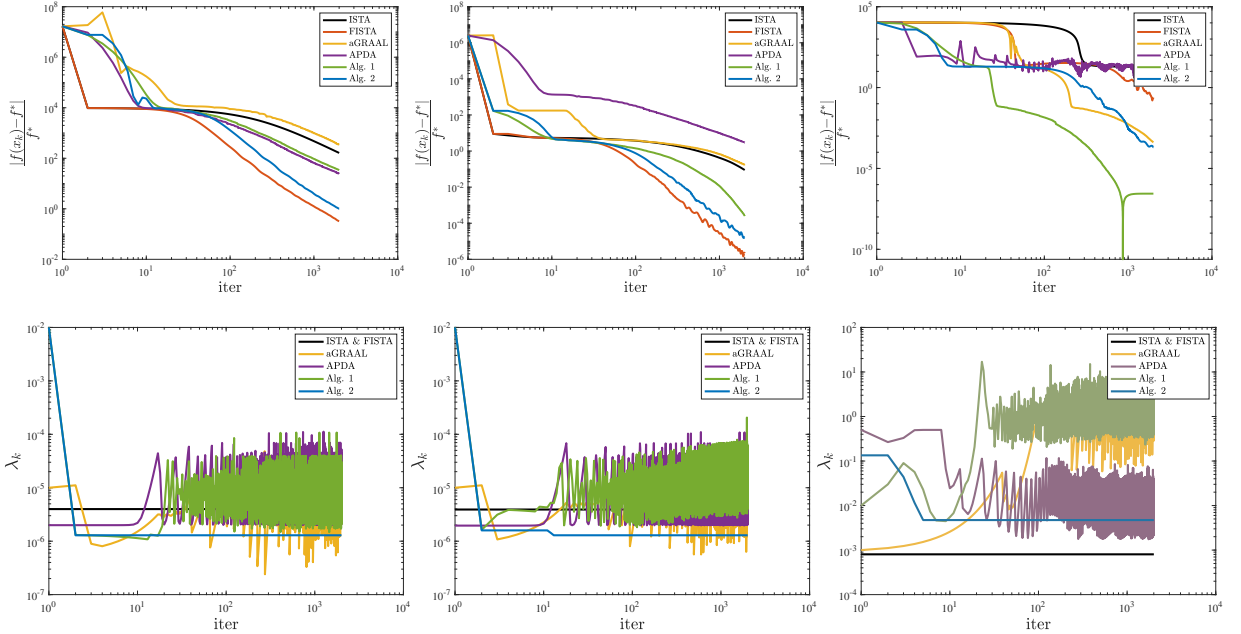 10^8
10^6
10^4
10^2
10^0
10^-2
10^0
10^1
10^2
10^3
10^4
|f(x_k)−f*|
f*
iter
ISTA
FISTA
aGRAAL
APDA
Alg. 1
Alg. 2
10^8
10^6
10^4
10^2
10^0
10^-2
10^-4
10^-6
10^0
10^1
10^2
10^3
10^4
|f(x_k)−f*|
f*
iter
ISTA
FISTA
aGRAAL
APDA
Alg. 1
Alg. 2
10^5
10^0
10^-5
10^-10
10^0
10^1
10^2
10^3
10^4
|f(x_k)−f*|
f*
iter
ISTA
FISTA
aGRAAL
APDA
Alg. 1
Alg. 2
10^-2
10^-3
10^-4
10^-5
10^-6
10^-7
10^0
10^1
10^2
10^3
10^4
λ_k
iter
ISTA & FISTA
aGRAAL
APDA
Alg. 1
Alg. 2
10^-2
10^-3
10^-4
10^-5
10^-6
10^-7
10^0
10^1
10^2
10^3
10^4
λ_k
iter
ISTA & FISTA
aGRAAL
APDA
Alg. 1
Alg. 2
10^2
10^1
10^0
10^-1
10^-2
10^-3
10^-4
10^0
10^1
10^2
10^3
10^4
λ_k
iter
ISTA & FISTA
aGRAAL
APDA
Alg. 1
Alg. 2